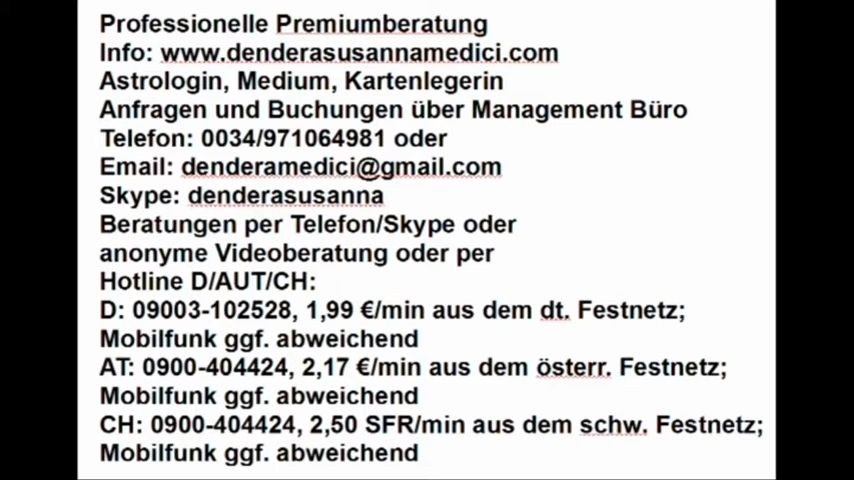 Professionelle Premiumberatung
Info: www.denderasusannamedici.com
Astrologin, Medium, Kartenlegerin
Anfragen und Buchungen über Management Büro
Telefon: 0034/971064981 oder
Email: denderamedici@gmail.com
Skype: denderasusanna
Beratungen per Telefon/Skype oder
anonyme Videoberatung oder per
Hotline D/AUT/CH:
D: 09003-102528, 1,99 €/min aus dem dt. Festnetz;
Mobilfunk ggf. abweichend
AT: 0900-404424, 2,17 €/min aus dem österr. Festnetz;
Mobilfunk ggf. abweichend
CH: 0900-404424, 2,50 SFR/min aus dem schw. Festnetz;
Mobilfunk ggf. abweichend